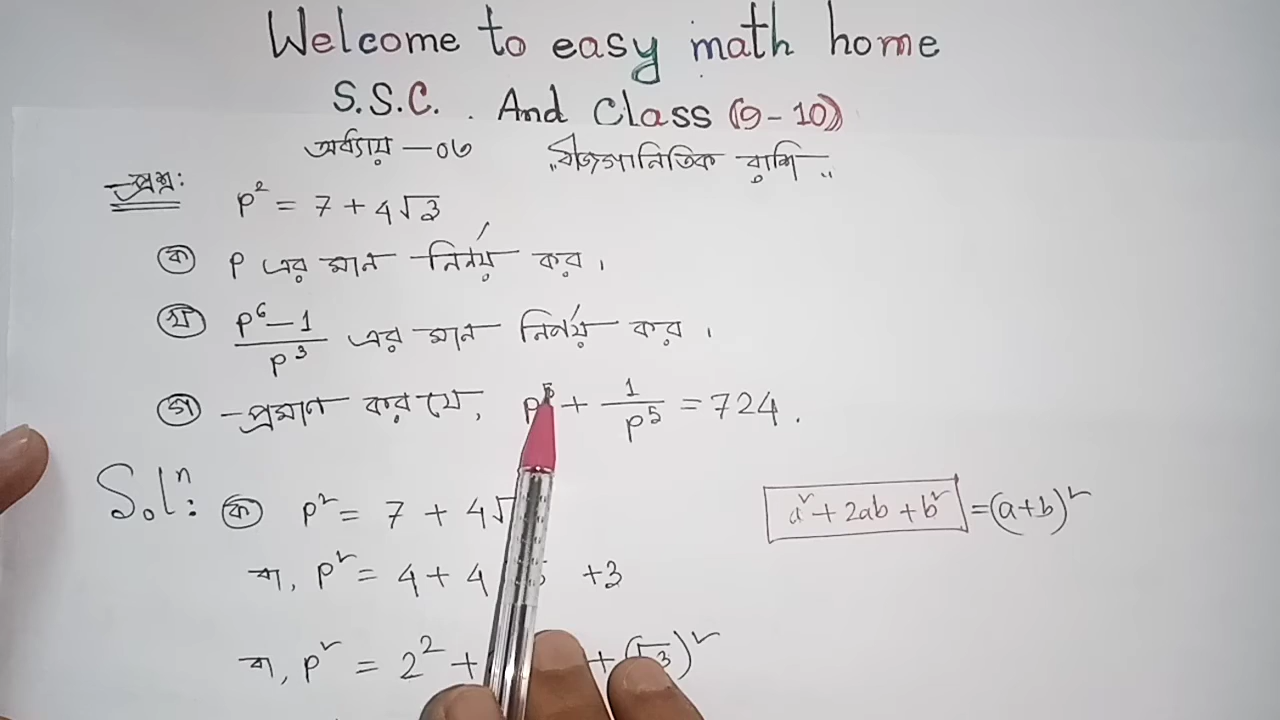 Welcome to easy math home
S.S.C. And Class (9-10)
অধ্যায় - ০৩ "বীজগানিতিক রাশি"
প্রশ্ন: p² = 7 + 4√3
(ক) p এর মান নির্ণয় কর।
(খ) (p⁶ - 1)/p³ এর মান নির্ণয় কর।
(গ) প্রমাণ কর যে, p⁵ + 1/p⁵ = 724.
Solⁿ: (ক) p² = 7 + 4√
a² + 2ab + b² = (a+b)²
বা, p² = 4 + 4 +3
বা, p² = 2² + + (√3)²